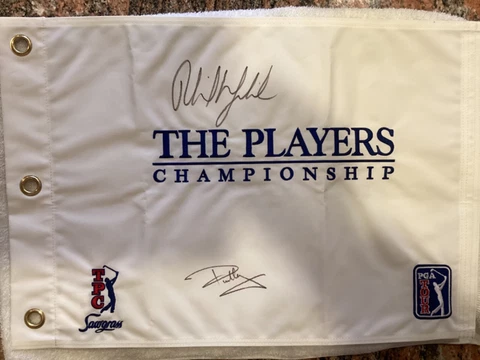 THE PLAYERS
CHAMPIONSHIP
TPC
Sawgrass
PGA
TOUR